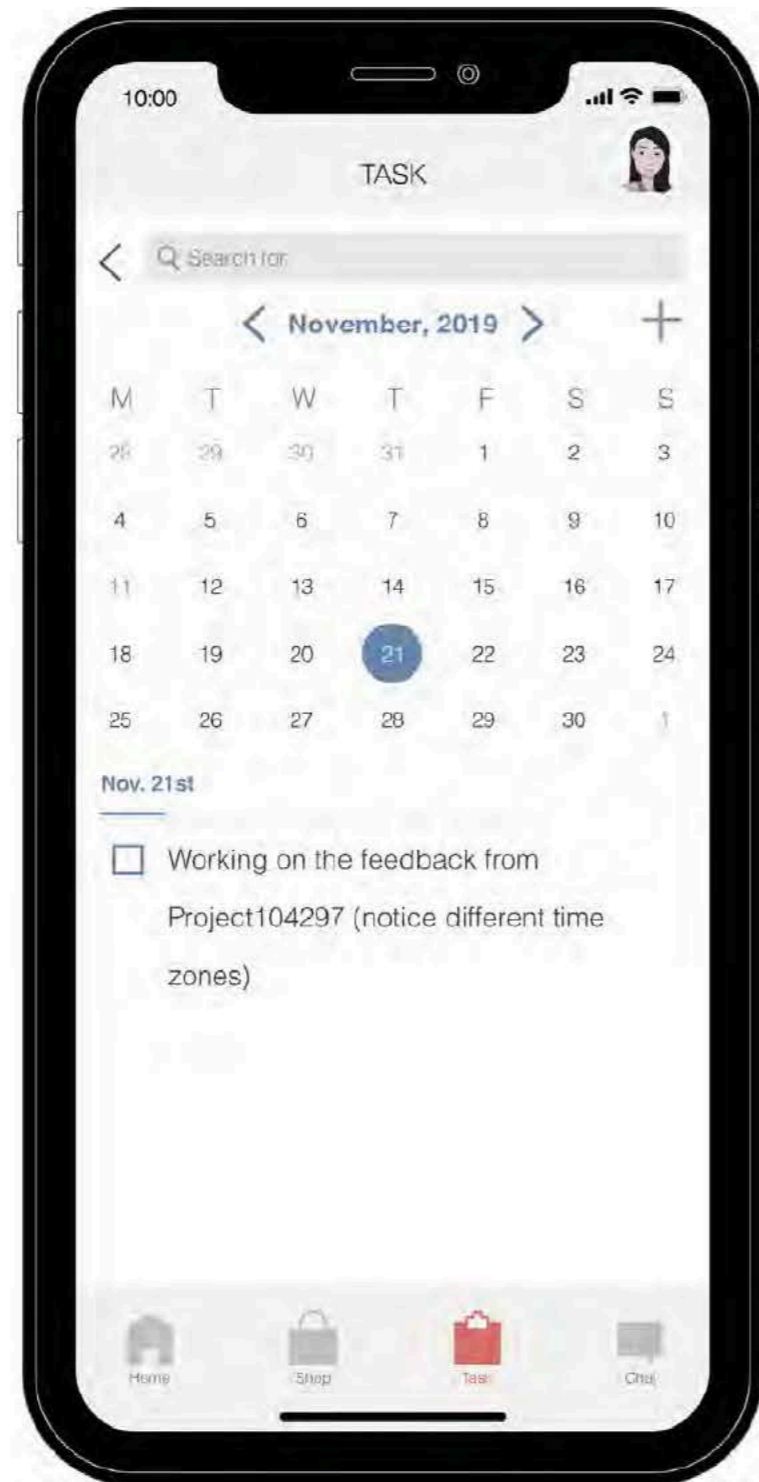 10:00
TASK
Search for
November, 2019
M T W T F S S
28 29 30 31 1 2 3
4 5 6 7 8 9 10
11 12 13 14 15 16 17
18 19 20 21 22 23 24
25 26 27 28 29 30 1
Nov. 21st
Working on the feedback from
Project104297 (notice different time
zones)
Home Shop Task Chat